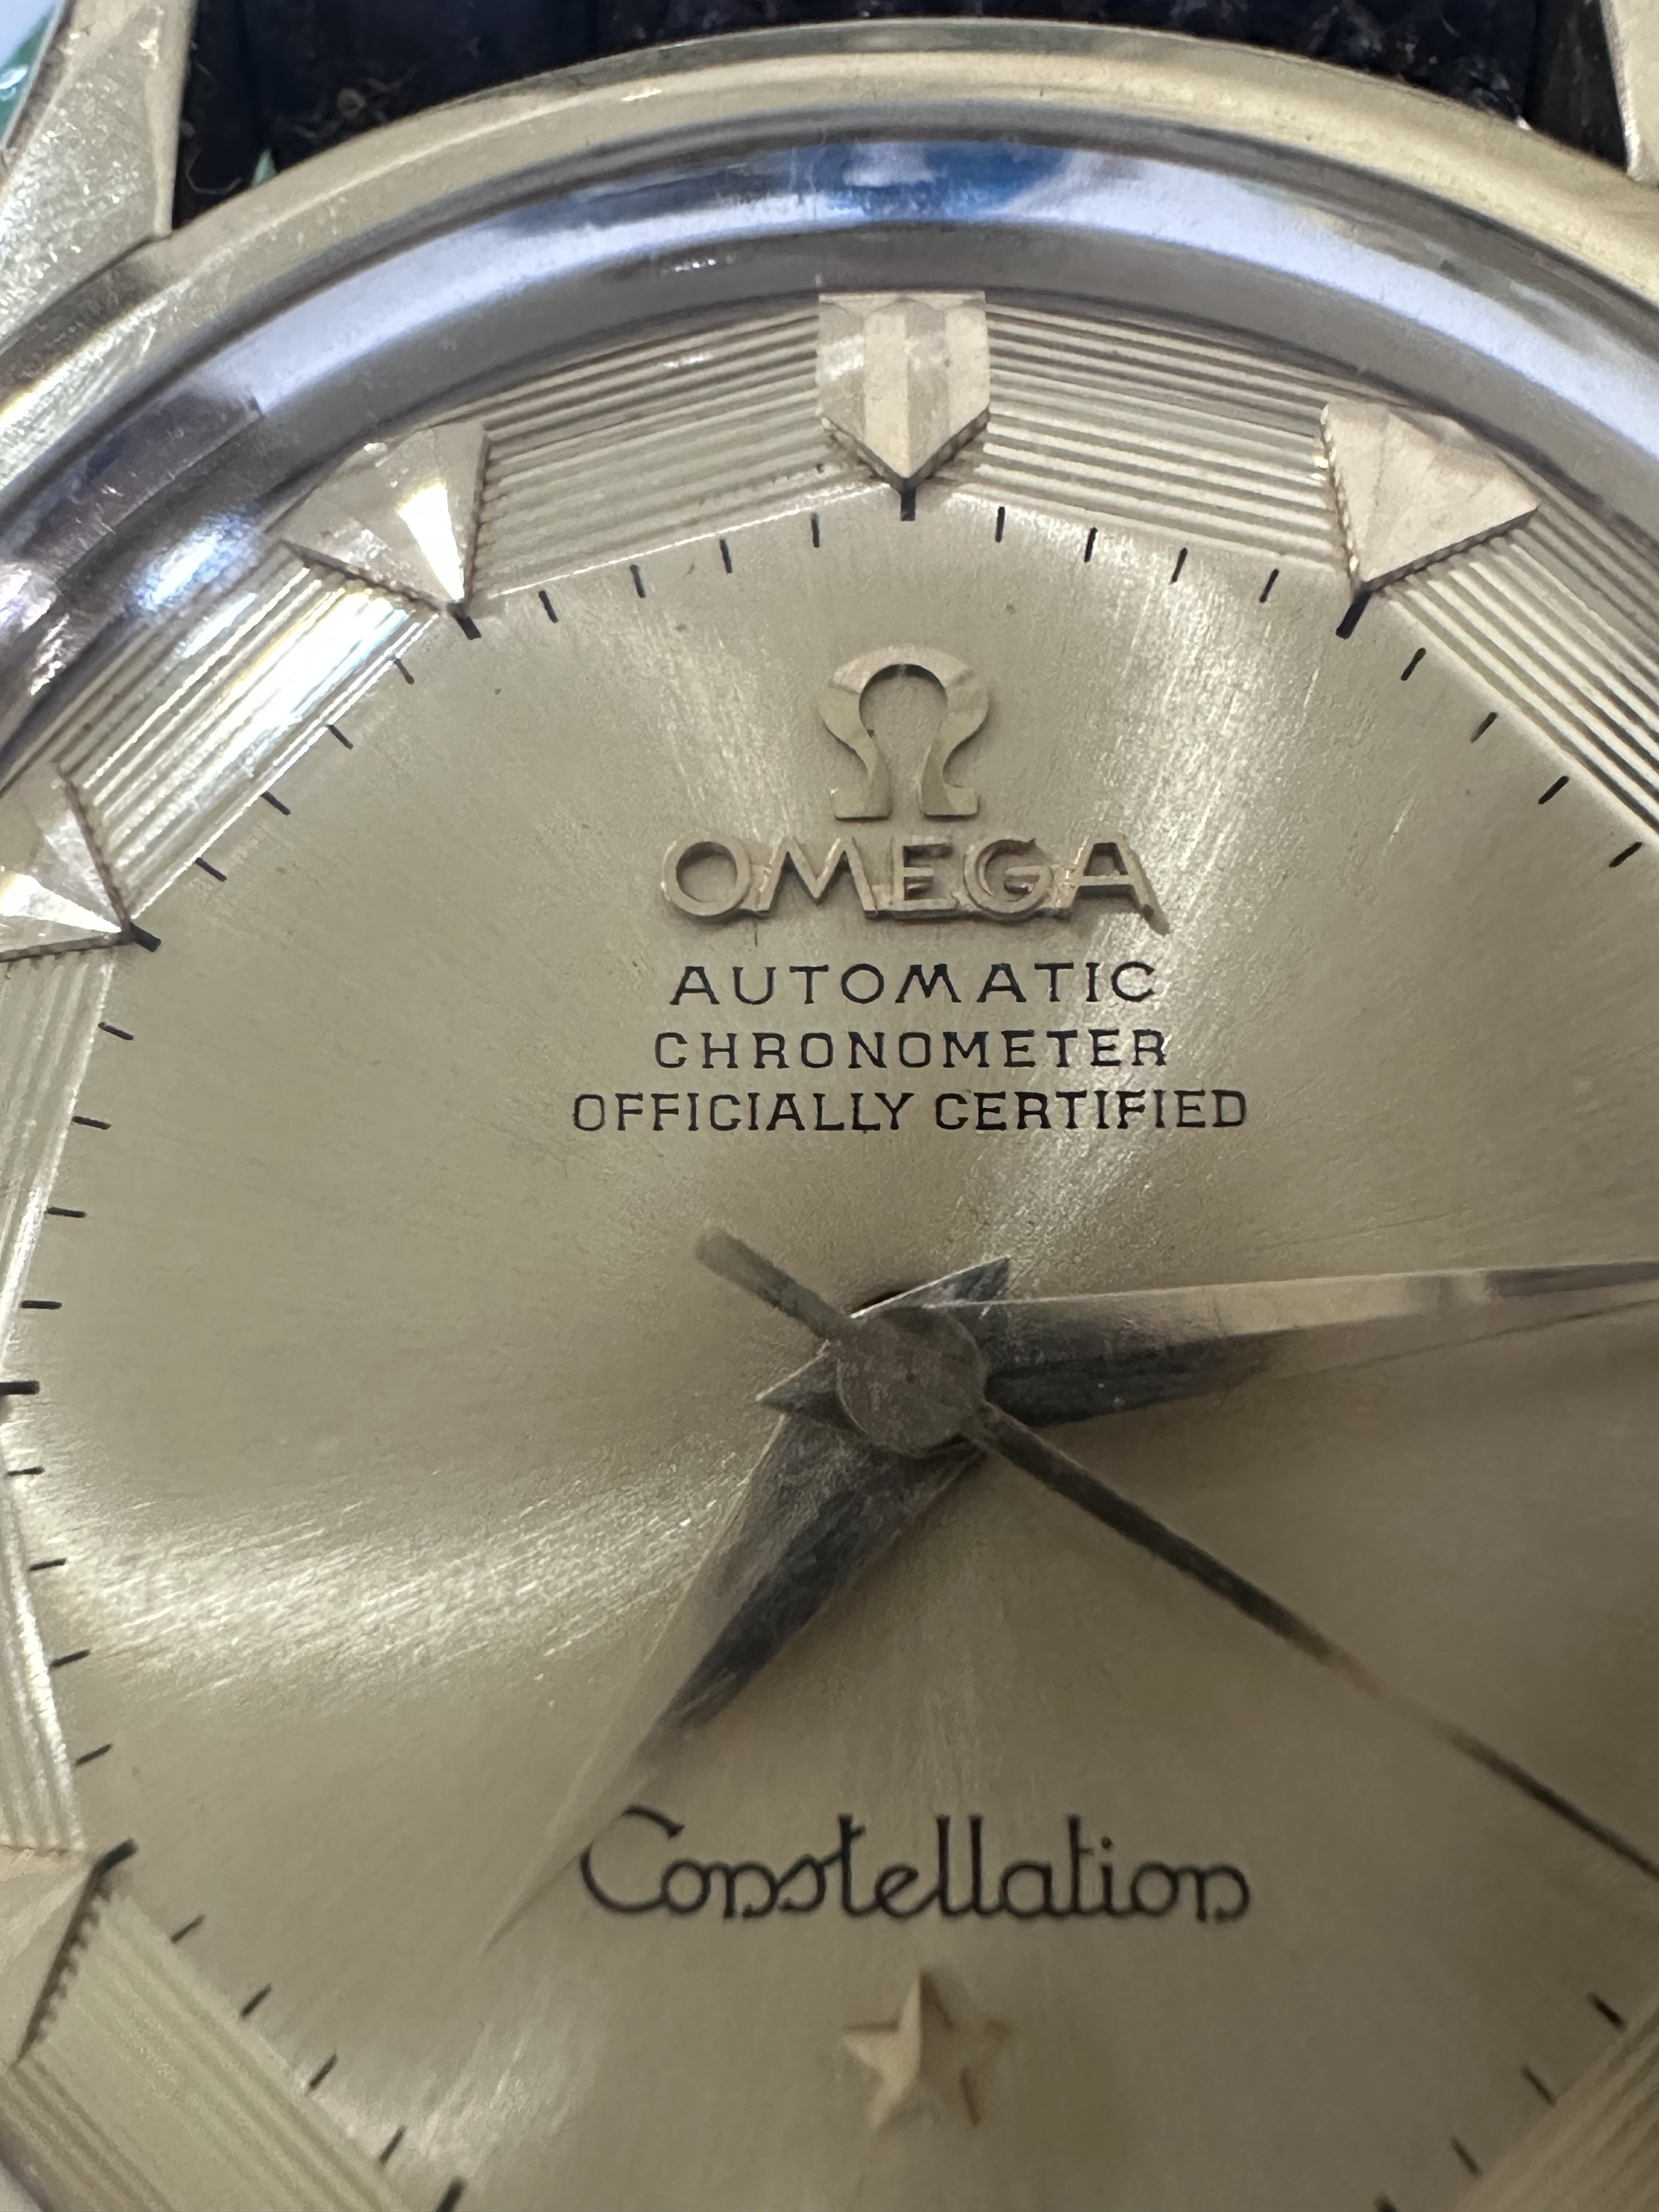 Ω
OMEGA
AUTOMATIC
CHRONOMETER
OFFICIALLY CERTIFIED
Constellation